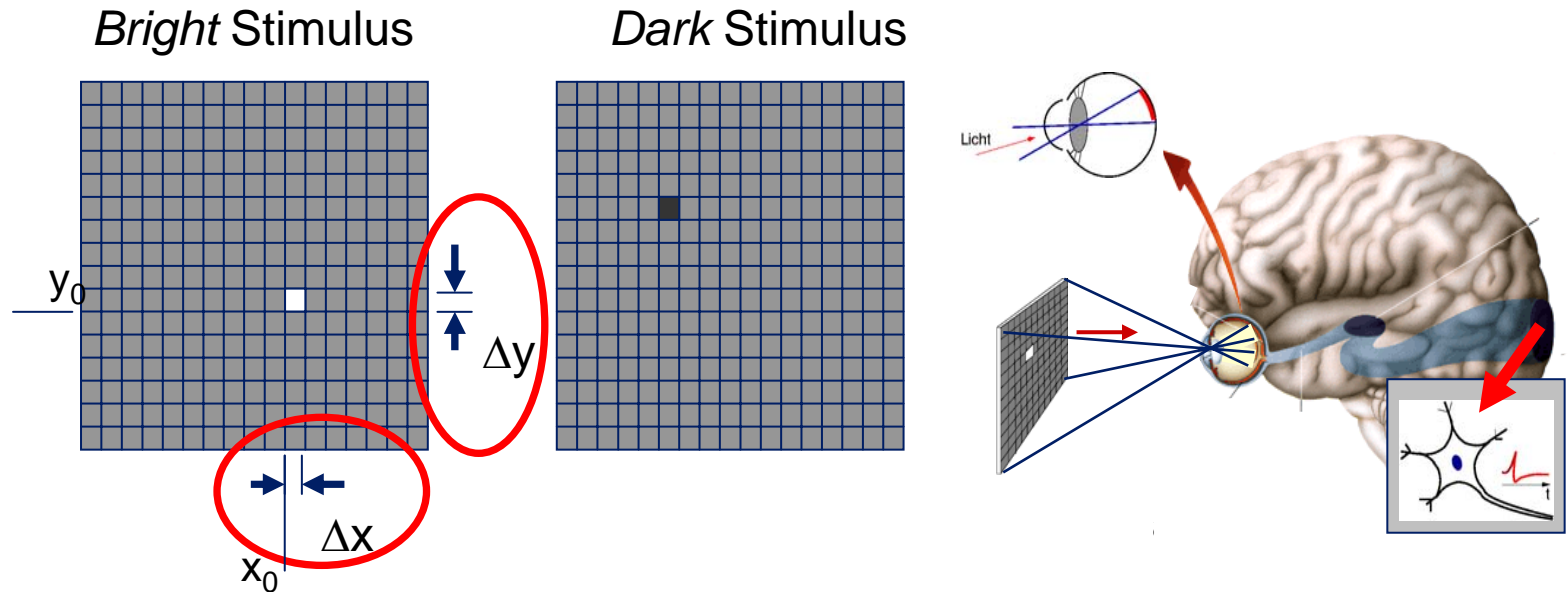 Bright Stimulus
Dark Stimulus
Licht
y0
Δy
Δx
x0
t